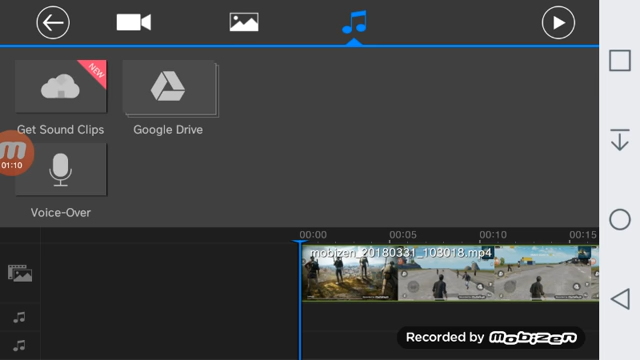 NEW
Get Sound Clips
Google Drive
01:10
Voice-Over
00:00
00:05
00:10
00:15
mobizen_20180331_103018.mp4
Recorded by mobizen